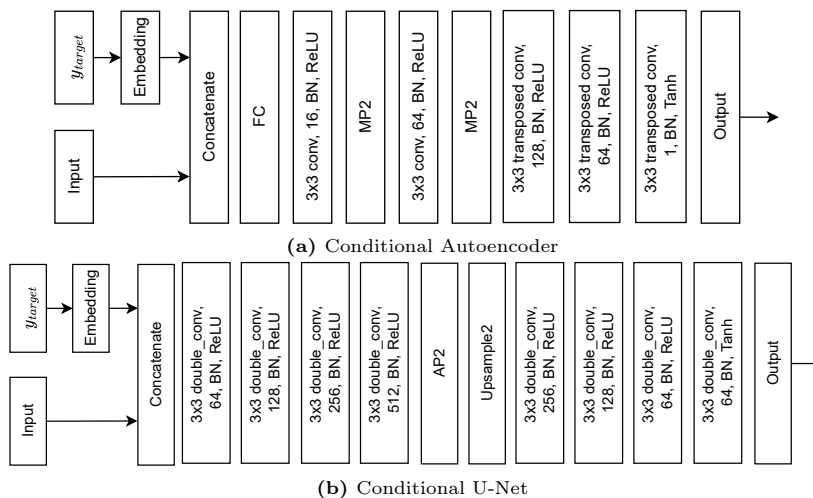 y_target
Embedding
Input
Concatenate
FC
3x3 conv, 16, BN, ReLU
MP2
3x3 conv, 64, BN, ReLU
MP2
3x3 transposed conv,
128, BN, ReLU
3x3 transposed conv,
64, BN, ReLU
3x3 transposed conv,
1, BN, Tanh
Output
(a) Conditional Autoencoder
y_target
Embedding
Input
Concatenate
3x3 double_conv,
64, BN, ReLU
3x3 double_conv,
128, BN, ReLU
3x3 double_conv,
256, BN, ReLU
3x3 double_conv,
512, BN, ReLU
AP2
Upsample2
3x3 double_conv,
256, BN, ReLU
3x3 double_conv,
128, BN, ReLU
3x3 double_conv,
64, BN, ReLU
3x3 double_conv,
64, BN, Tanh
Output
(b) Conditional U-Net